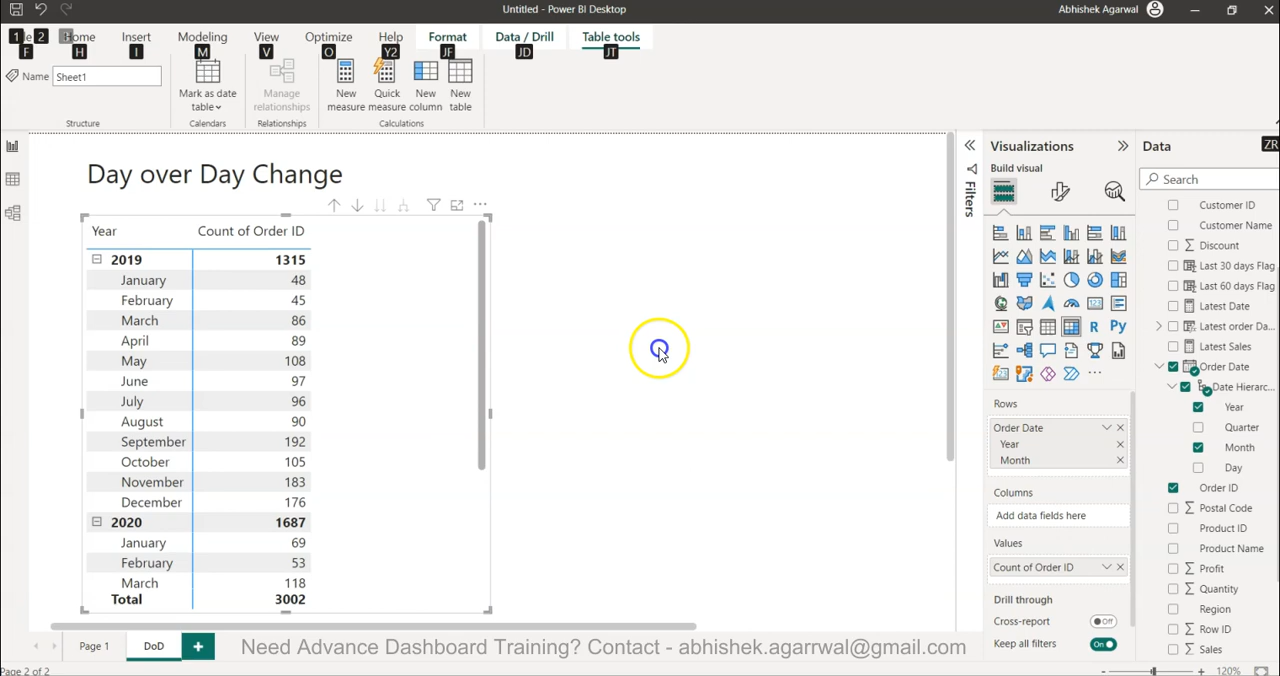 Untitled - Power BI Desktop
Abhishek Agarwal
1 2 Home Insert Modeling View Optimize Help Format Data / Drill Table tools
F H I M V O Y2 JF JD JT
Name Sheet1
Mark as date table
Manage relationships
New measure
Quick measure
New column
New table
Structure Calendars Relationships Calculations
Day over Day Change
Year Count of Order ID
2019 1315
January 48
February 45
March 86
April 89
May 108
June 97
July 96
August 90
September 192
October 105
November 183
December 176
2020 1687
January 69
February 53
March 118
Total 3002
Filters
Visualizations
Build visual
R Py
Rows
Order Date
Year
Month
Columns
Add data fields here
Values
Count of Order ID
Drill through
Cross-report Off
Keep all filters On
Data ZR
Search
Customer ID
Customer Name
Discount
Last 30 days Flag
Last 60 days Flag
Latest Date
Latest order Da...
Latest Sales
Order Date
Date Hierarc...
Year
Quarter
Month
Day
Order ID
Postal Code
Product ID
Product Name
Profit
Quantity
Region
Row ID
Sales
Page 1 DoD +
Need Advance Dashboard Training? Contact - abhishek.agarrwal@gmail.com
Page 2 of 2
- + 120%